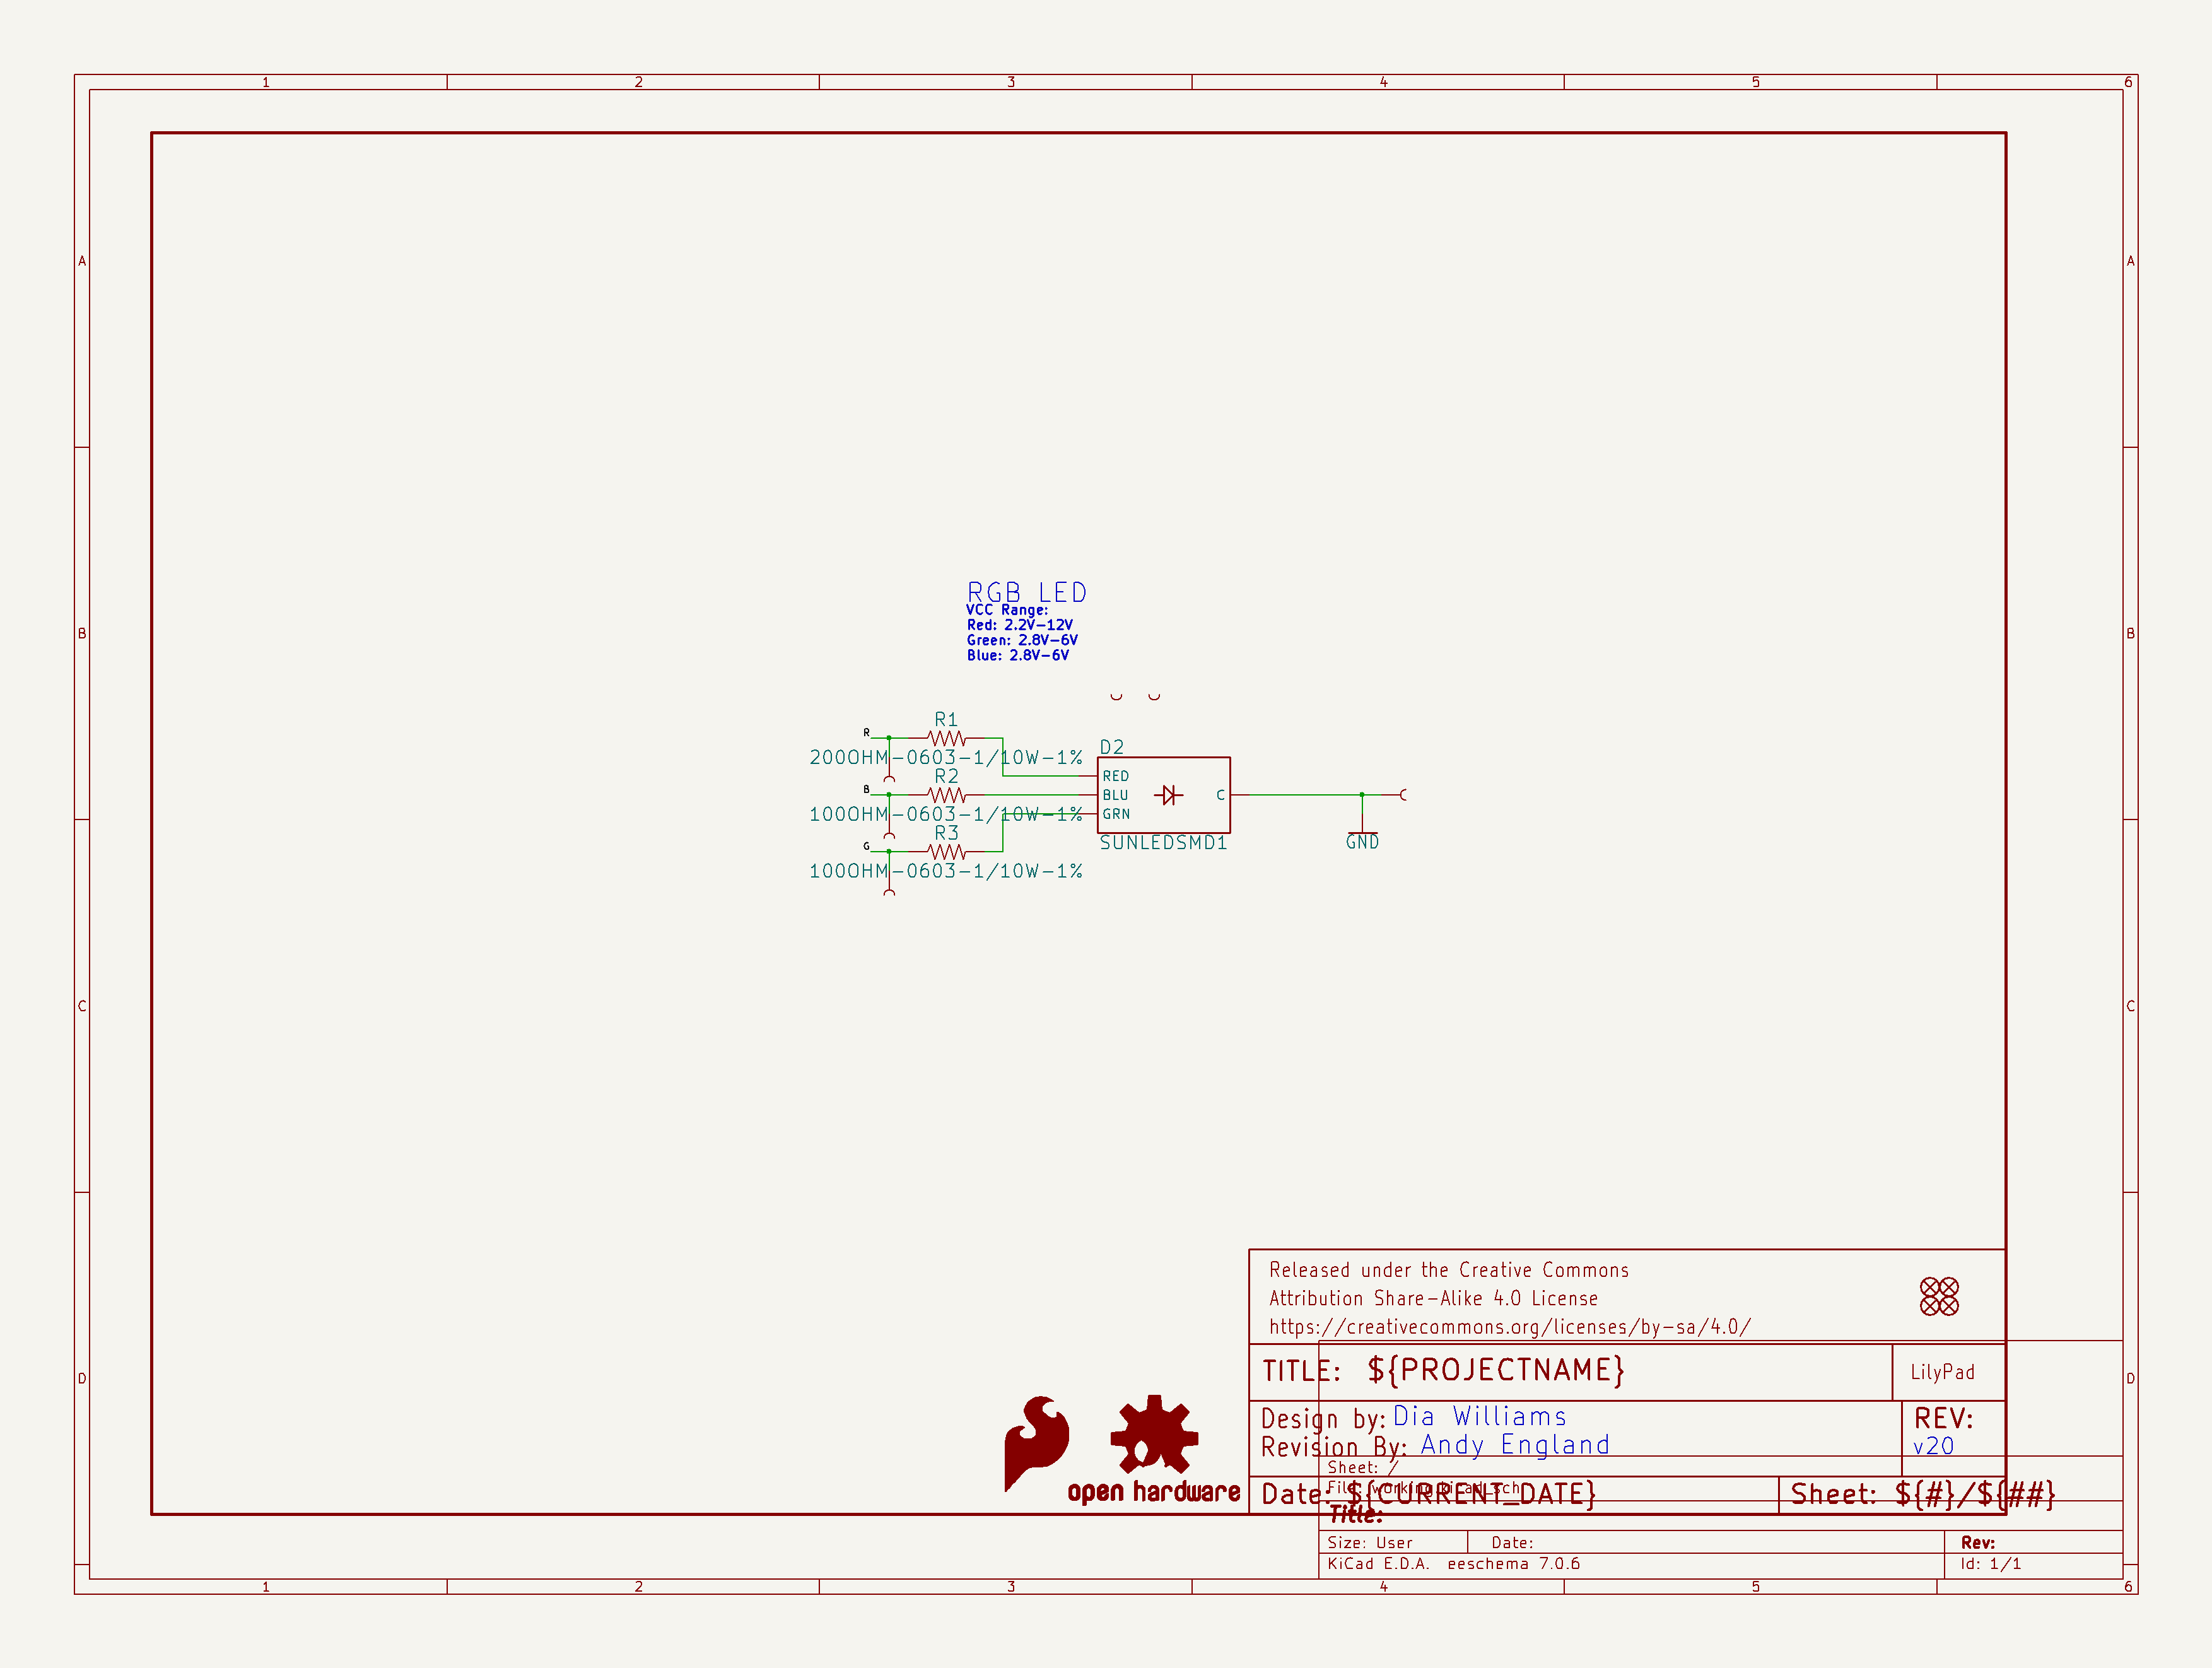 1 2 3 4 5 6
A A
RGB LED
VCC Range:
Red: 2.2V-12V
Green: 2.8V-6V
Blue: 2.8V-6V
B B
R1
R
D2
200OHM-0603-1/10W-1%
R2
RED
B
BLU
C
100OHM-0603-1/10W-1%
GRN
R3
SUNLEDSMD1
GND
G
100OHM-0603-1/10W-1%
C C
Released under the Creative Commons
Attribution Share-Alike 4.0 License
https://creativecommons.org/licenses/by-sa/4.0/
TITLE: ${PROJECTNAME}
LilyPad
D D
Design by: Dia Williams
REV:
Revision By: Andy England
v20
Sheet: /
File: working.kicad_sch
open hardware
Date: ${CURRENT_DATE}
Sheet: ${#}/${##}
Title:
Size: User Date: Rev:
KiCad E.D.A. eeschema 7.0.6 Id: 1/1
1 2 3 4 5 6